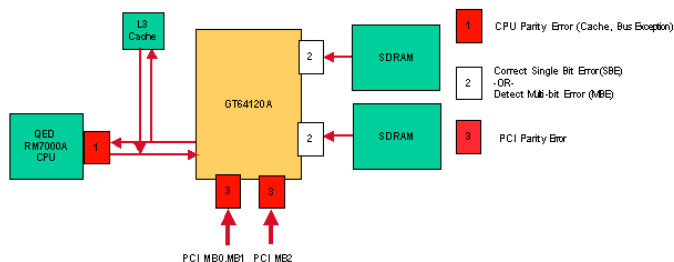 L3
Cache
1
CPU Parity Error (Cache, Bus Exception)
2
SDRAM
GT64120A
2
Correct Single Bit Error(SBE)
-OR-
Detect Multi-bit Error (MBE)
QED
RM7000A
CPU
1
2
SDRAM
3
PCI Parity Error
3
3
PCI MB0,MB1
PCI MB2